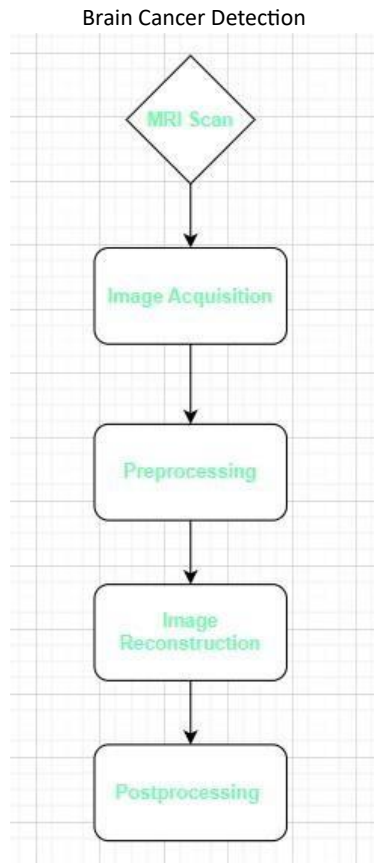 Brain Cancer Detection
MRI Scan
Image Acquisition
Preprocessing
Image
Reconstruction
Postprocessing